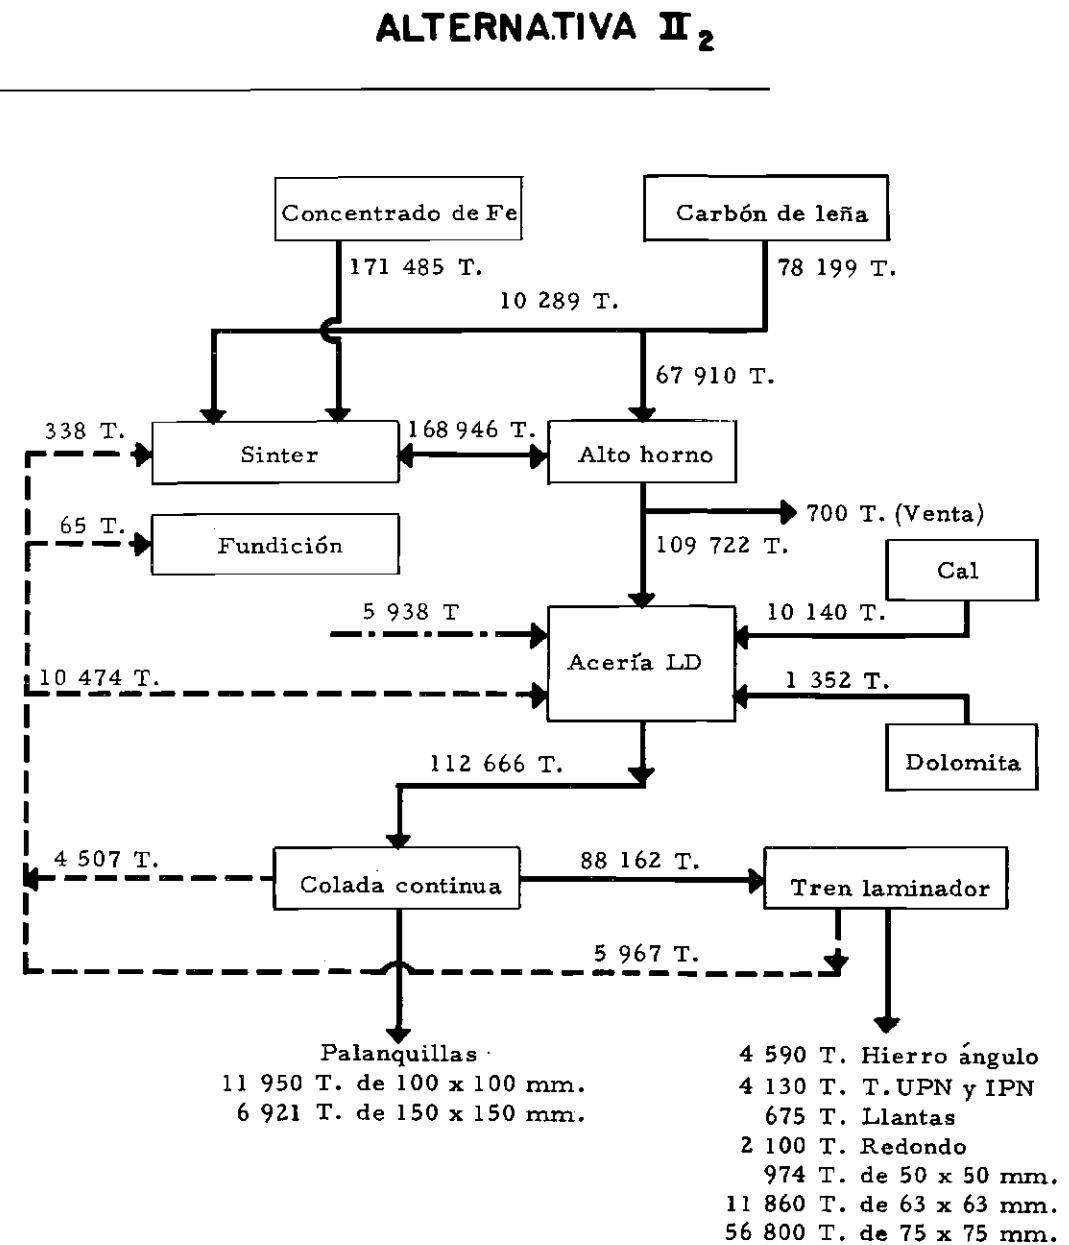 ALTERNATIVA II 2
Concentrado de Fe
Carbón de leña
171 485 T.
78 199 T.
10 289 T.
67 910 T.
338 T.
Sinter
168 946 T.
Alto horno
65 T.
Fundición
700 T. (Venta)
109 722 T.
Cal
5 938 T
10 140 T.
Acería LD
10 474 T.
1 352 T.
Dolomita
112 666 T.
4 507 T.
Colada continua
88 162 T.
Tren laminador
5 967 T.
Palanquillas
11 950 T. de 100 x 100 mm.
6 921 T. de 150 x 150 mm.
4 590 T. Hierro ángulo
4 130 T. T.UPN y IPN
675 T. Llantas
2 100 T. Redondo
974 T. de 50 x 50 mm.
11 860 T. de 63 x 63 mm.
56 800 T. de 75 x 75 mm.